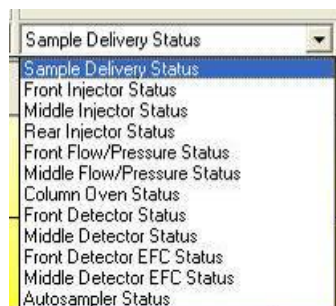 Sample Delivery Status
Sample Delivery Status
Front Injector Status
Middle Injector Status
Rear Injector Status
Front Flow/Pressure Status
Middle Flow/Pressure Status
Column Oven Status
Front Detector Status
Middle Detector Status
Front Detector EFC Status
Middle Detector EFC Status
Autosampler Status